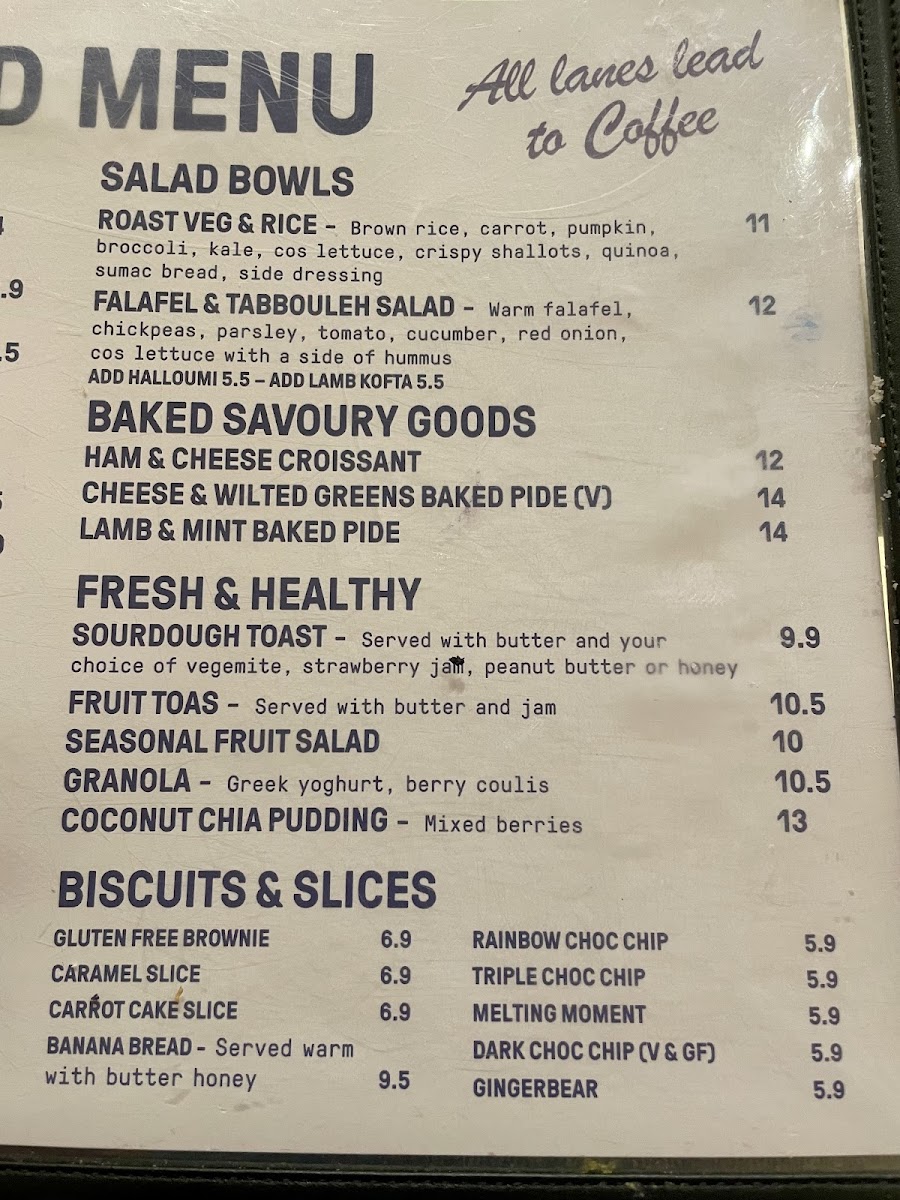 D MENU
All lanes lead
to Coffee
SALAD BOWLS
ROAST VEG & RICE - Brown rice, carrot, pumpkin, 11
broccoli, kale, cos lettuce, crispy shallots, quinoa,
sumac bread, side dressing
FALAFEL & TABBOULEH SALAD - Warm falafel, 12
chickpeas, parsley, tomato, cucumber, red onion,
cos lettuce with a side of hummus
ADD HALLOUMI 5.5 – ADD LAMB KOFTA 5.5
BAKED SAVOURY GOODS
HAM & CHEESE CROISSANT 12
CHEESE & WILTED GREENS BAKED PIDE (V) 14
LAMB & MINT BAKED PIDE 14
FRESH & HEALTHY
SOURDOUGH TOAST - Served with butter and your 9.9
choice of vegemite, strawberry jam, peanut butter or honey
FRUIT TOAS - Served with butter and jam 10.5
SEASONAL FRUIT SALAD 10
GRANOLA - Greek yoghurt, berry coulis 10.5
COCONUT CHIA PUDDING - Mixed berries 13
BISCUITS & SLICES
GLUTEN FREE BROWNIE 6.9
CARAMEL SLICE 6.9
CARROT CAKE SLICE 6.9
BANANA BREAD - Served warm
with butter honey 9.5
RAINBOW CHOC CHIP 5.9
TRIPLE CHOC CHIP 5.9
MELTING MOMENT 5.9
DARK CHOC CHIP (V & GF) 5.9
GINGERBEAR 5.9
.9
.5